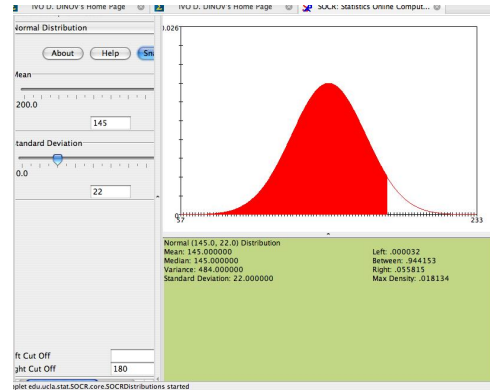 IVO D. DINOV's Home Page
IVO D. DINOV's Home Page
SOCR: Statistics Online Comput...
Normal Distribution
About
Help
Sna
Mean
200.0
145
tandard Deviation
0.0
22
ft Cut Off
ght Cut Off
180
0.026
57
233
Normal (145.0, 22.0) Distribution
Mean: 145.000000
Median: 145.000000
Variance: 484.000000
Standard Deviation: 22.000000
Left: .000032
Between: .944153
Right: .055815
Max Density: .018134
plet edu.ucla.stat.SOCR.core.SOCRDistributions started